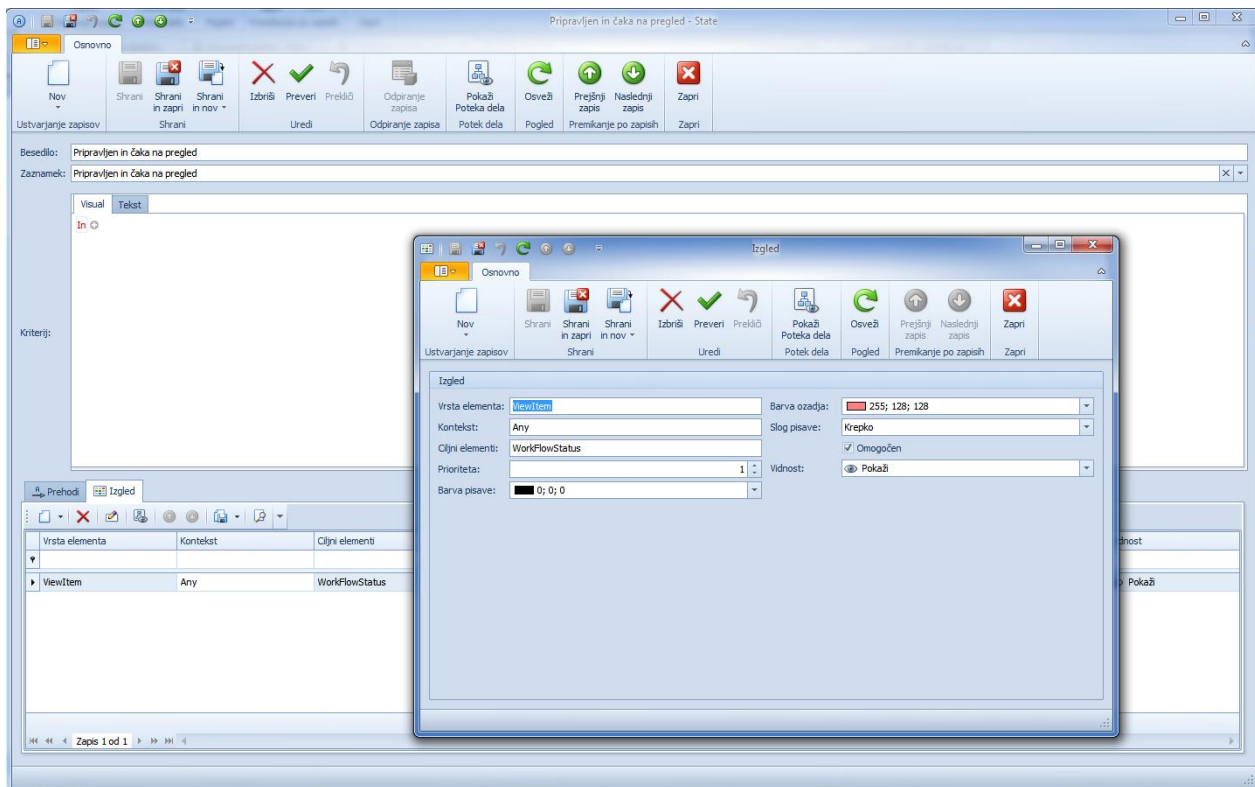 Pripravljen in čaka na pregled - State
Osnovno
Nov
Shrani
Shrani in zapri
Shrani in nov
Izbriši
Preveri
Prekliči
Odpiranje zapisa
Pokaži Poteka dela
Osveži
Prejšnji zapis
Naslednji zapis
Zapri
Ustvarjanje zapisov
Shrani
Uredi
Odpiranje zapisa
Potek dela
Pogled
Premikanje po zapisih
Zapri
Besedilo: Pripravljen in čaka na pregled
Zaznamek: Pripravljen in čaka na pregled
Visual
Tekst
In
Kriterij:
Izgled
Osnovno
Nov
Shrani
Shrani in zapri
Shrani in nov
Izbriši
Preveri
Prekliči
Pokaži Poteka dela
Osveži
Prejšnji zapis
Naslednji zapis
Zapri
Ustvarjanje zapisov
Shrani
Uredi
Potek dela
Pogled
Premikanje po zapisih
Zapri
Izgled
Vrsta elementa: ViewItem
Barva ozadja: 255; 128; 128
Kontekst: Any
Slog pisave: Krepko
Ciljni elementi: WorkFlowStatus
Omogočen
Prioriteta: 1
Vidnost: Pokaži
Barva pisave: 0; 0; 0
Prehodi
Izgled
Vrsta elementa
Kontekst
Ciljni elementi
dnost
ViewItem
Any
WorkFlowStatus
Pokaži
Zapis 1 od 1